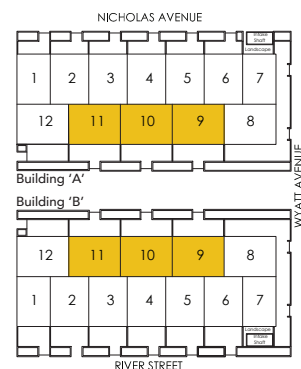 NICHOLAS AVENUE
Intake
Shaft
Landscape
1 2 3 4 5 6 7
12 11 10 9 8
Building ‘A’
WYATT AVENUE
Building ‘B’
12 11 10 9 8
1 2 3 4 5 6 7
Landscape
Intake
Shaft
RIVER STREET